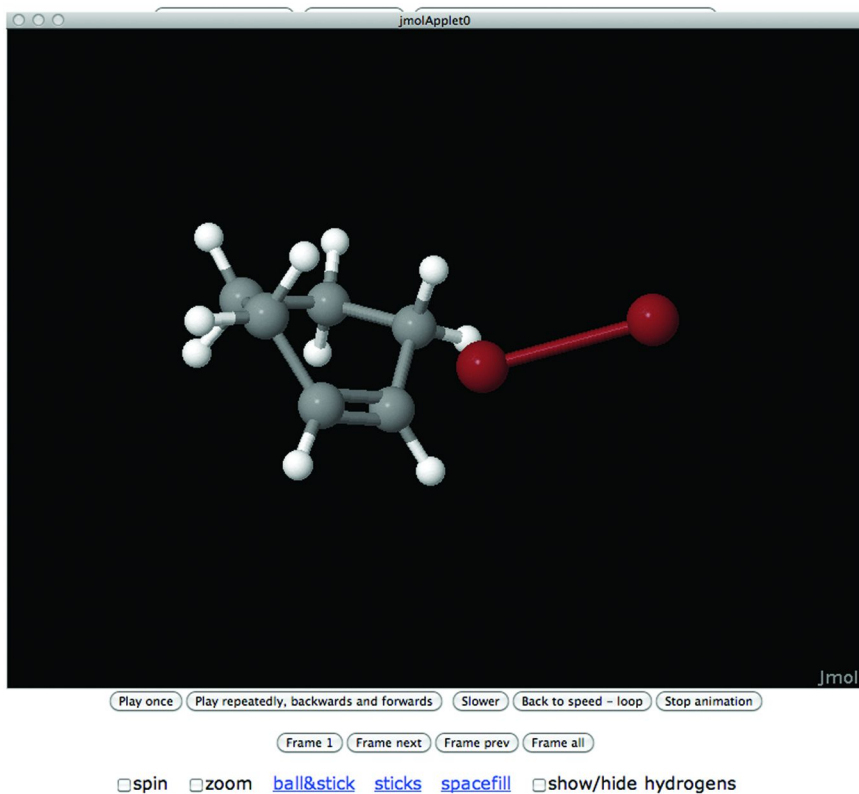 jmolApplet0
Jmol
Play once Play repeatedly, backwards and forwards Slower Back to speed - loop Stop animation
Frame 1 Frame next Frame prev Frame all
spin zoom ball&stick sticks spacefill show/hide hydrogens